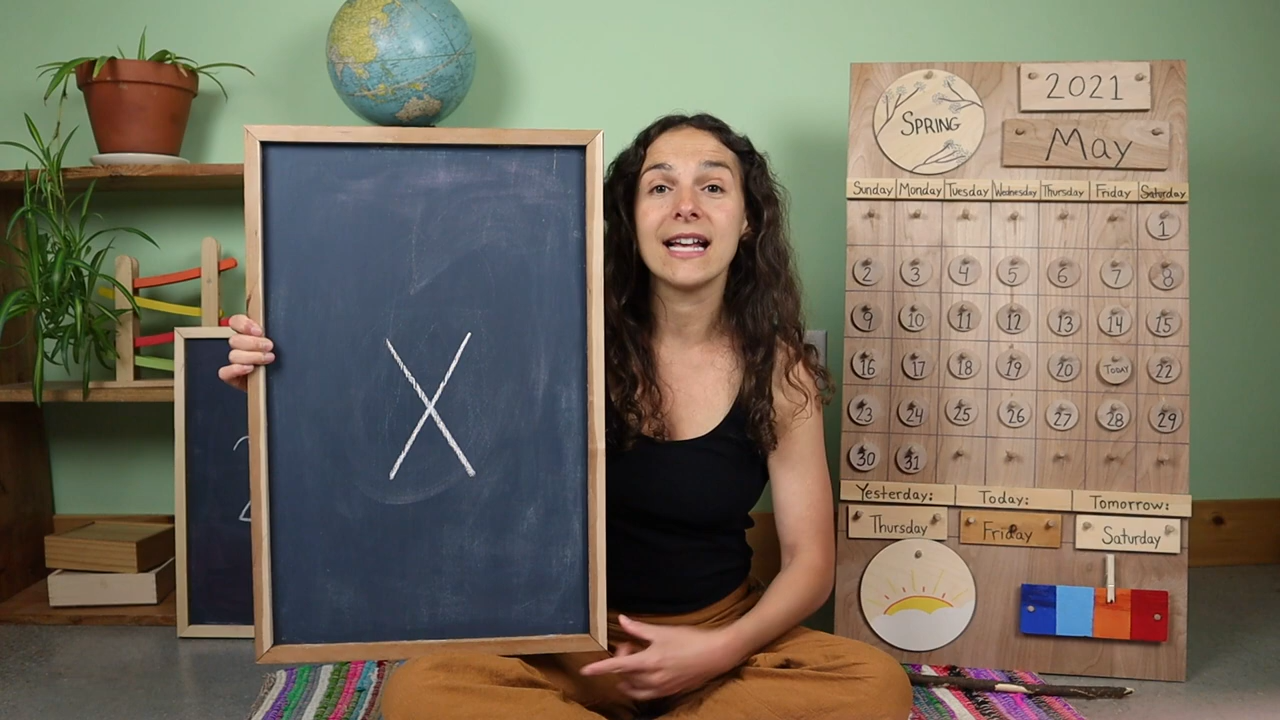 X
SPRING
2021
May
Sunday Monday Tuesday Wednesday Thursday Friday Saturday
1
2 3 4 5 6 7 8
9 10 11 12 13 14 15
16 17 18 19 20 TODAY 22
23 24 25 26 27 28 29
30 31
Yesterday: Today: Tomorrow:
Thursday Friday Saturday